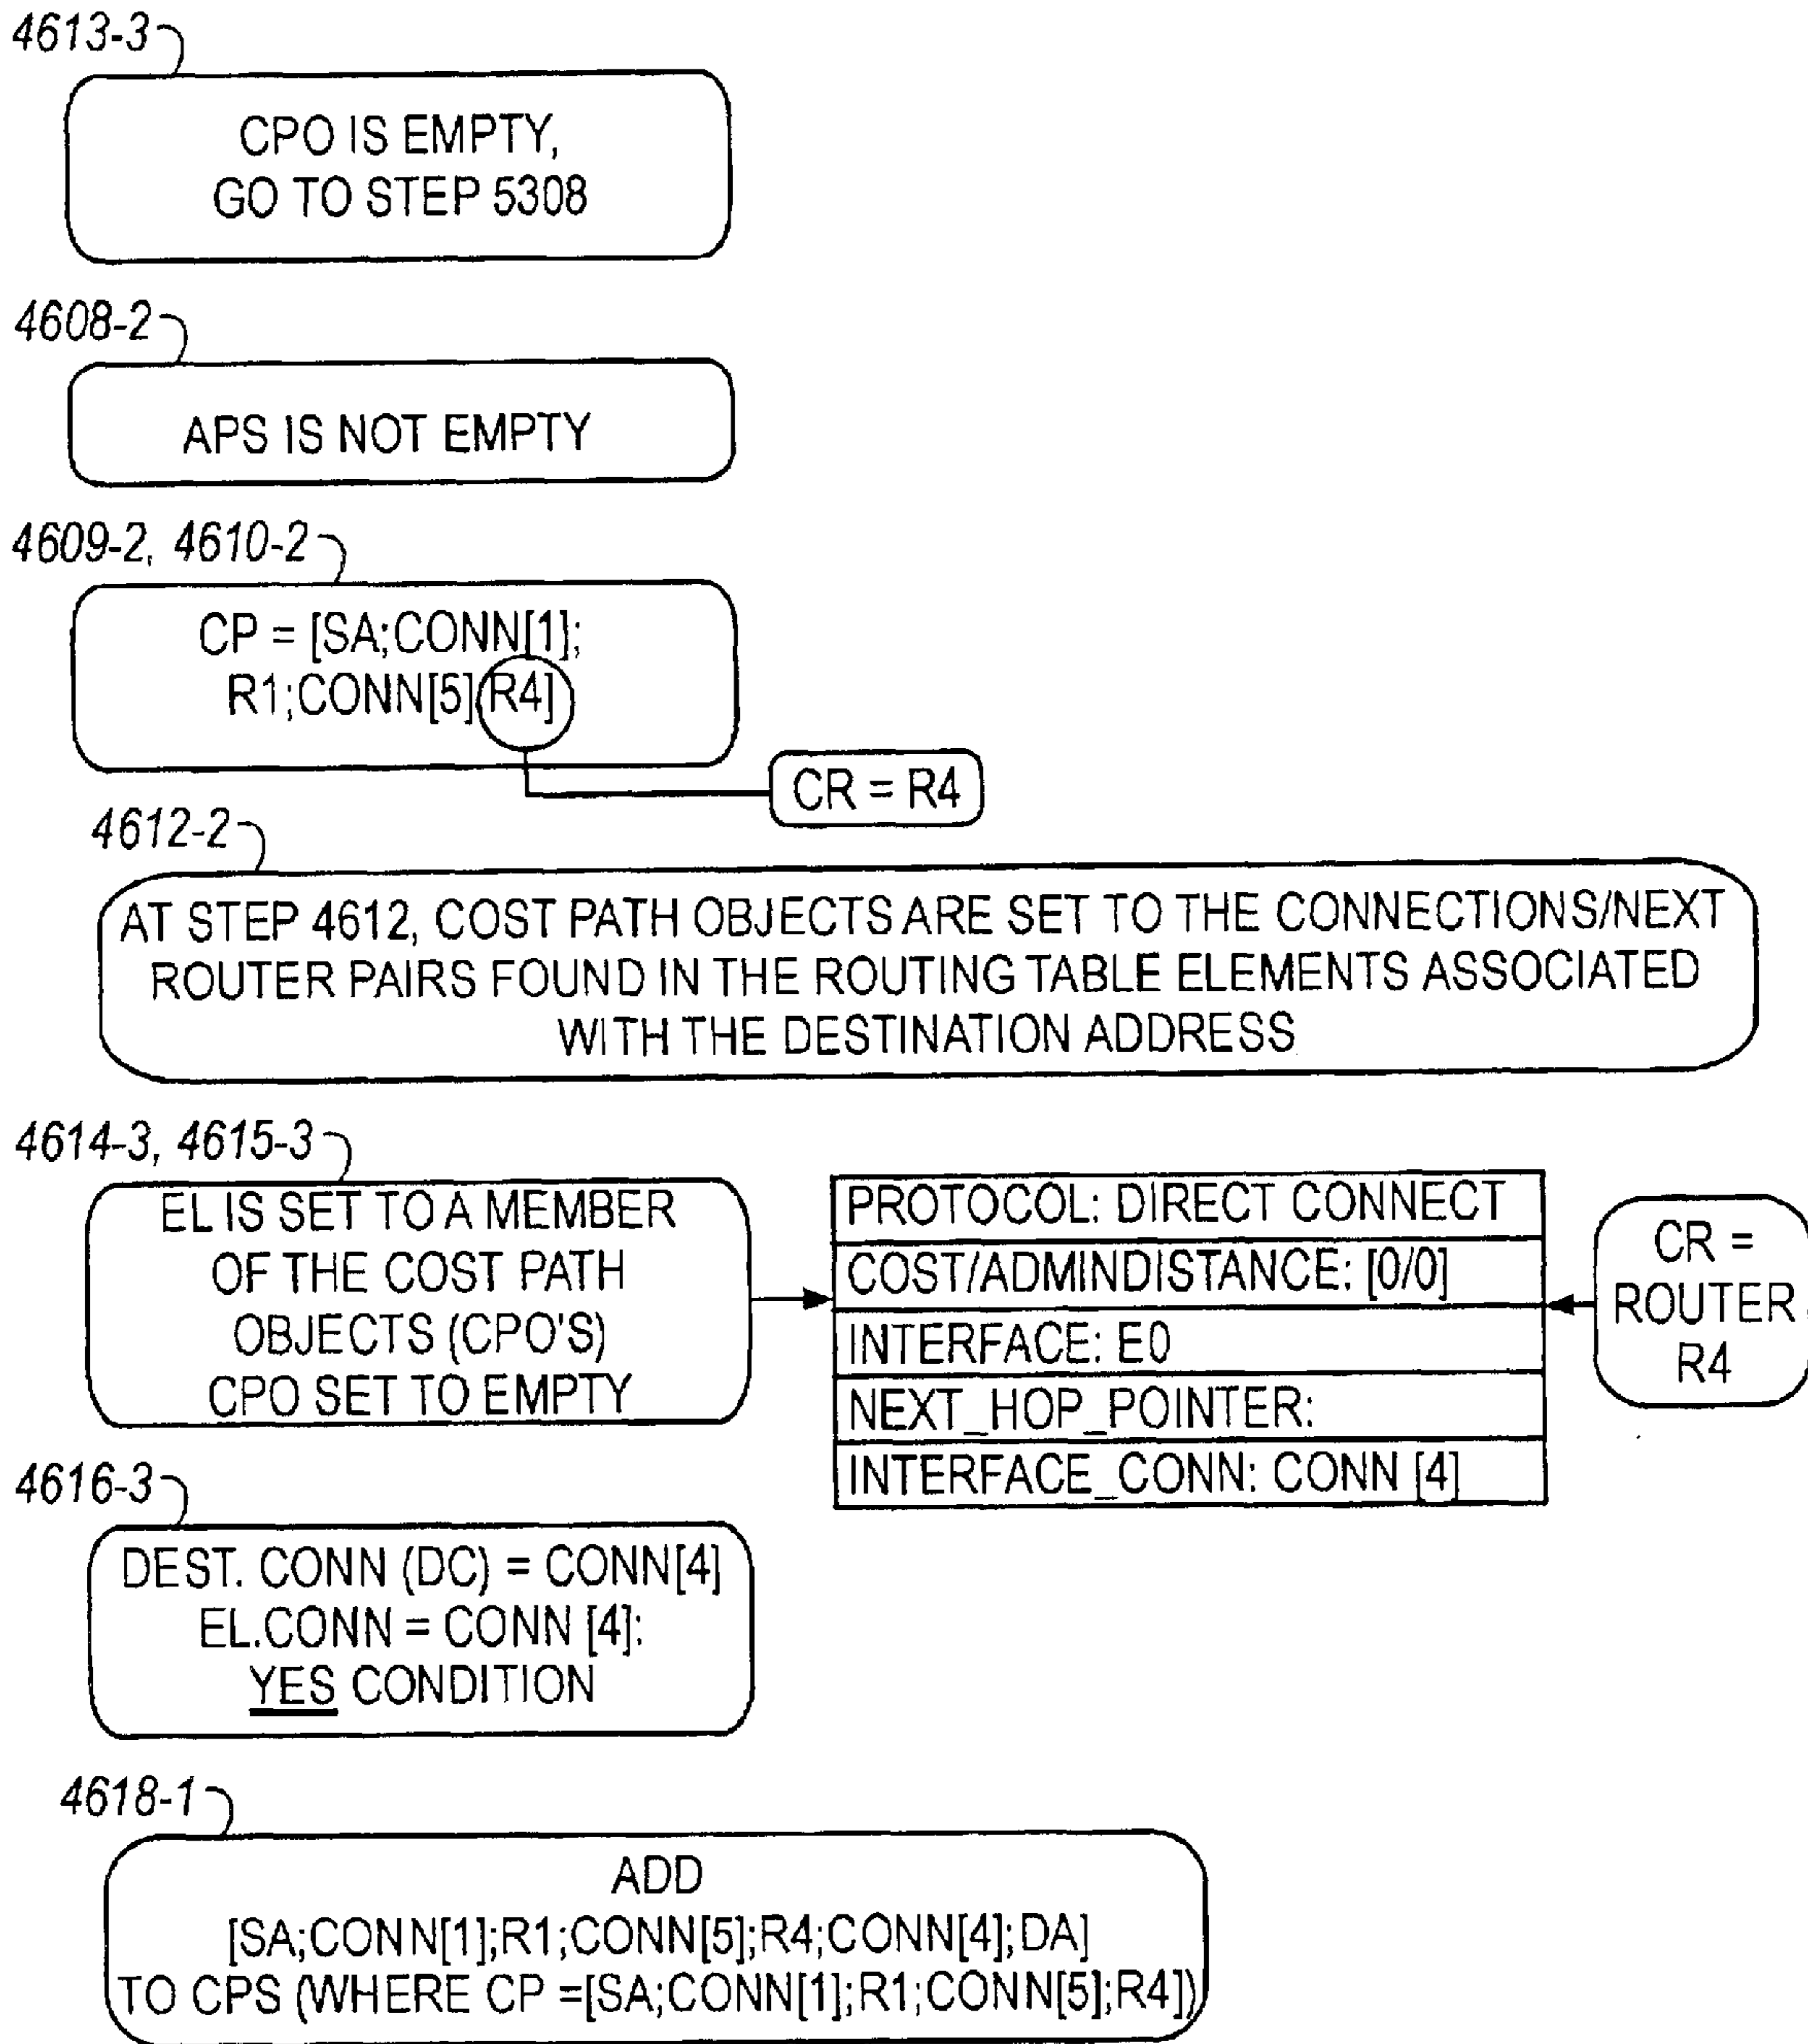 4613-3
CPO IS EMPTY,
GO TO STEP 5308
4608-2
APS IS NOT EMPTY
4609-2, 4610-2
CP = [SA;CONN[1];
R1;CONN[5] R4]
CR = R4
4612-2
AT STEP 4612, COST PATH OBJECTS ARE SET TO THE CONNECTIONS/NEXT
ROUTER PAIRS FOUND IN THE ROUTING TABLE ELEMENTS ASSOCIATED
WITH THE DESTINATION ADDRESS
4614-3, 4615-3
EL IS SET TO A MEMBER
OF THE COST PATH
OBJECTS (CPO'S)
CPO SET TO EMPTY
PROTOCOL: DIRECT CONNECT
COST/ADMINDISTANCE: [0/0]
INTERFACE: E0
NEXT_HOP_POINTER:
INTERFACE_CONN: CONN [4]
CR =
ROUTER
R4
4616-3
DEST. CONN (DC) = CONN[4]
EL.CONN = CONN [4]:
YES CONDITION
4618-1
ADD
[SA;CONN[1];R1;CONN[5];R4;CONN[4];DA]
TO CPS (WHERE CP =[SA;CONN[1];R1;CONN[5];R4])